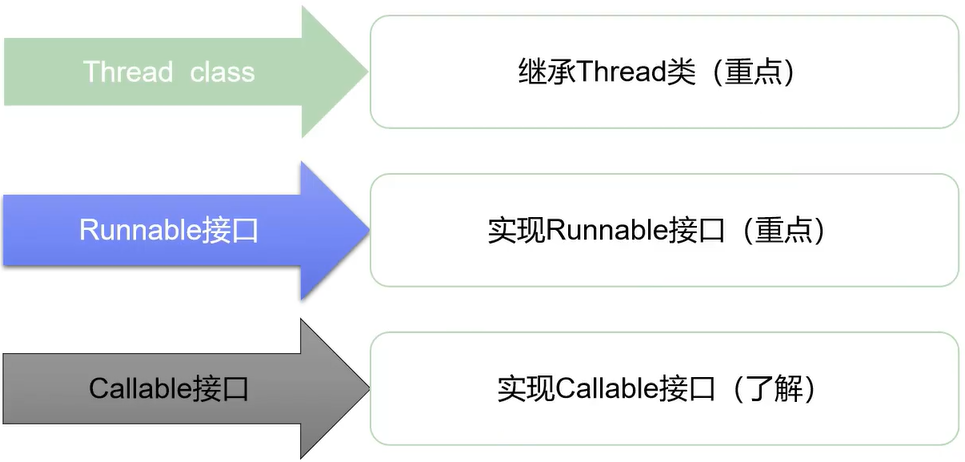 Thread  class
继承Thread类（重点）
Runnable接口
实现Runnable接口（重点）
Callable接口
实现Callable接口（了解）